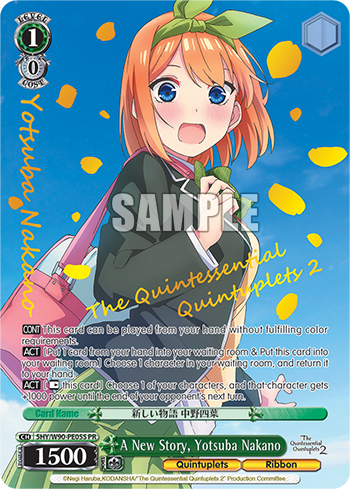 LEVEL
1
0
COST
Yotsuba Nakano
SAMPLE
The Quintessential
Quintuplets 2
CONT This card can be played from your hand without fulfilling color
requirements.
ACT [Put 1 card from your hand into your waiting room & Put this card into
your waiting room] Choose 1 character in your waiting room, and return it
to your hand.
ACT [ this card] Choose 1 of your characters, and that character gets
+1000 power until the end of your opponent's next turn.
Card Name 新しい物語 中野四葉
5HY/W90-PE055 PR
A New Story, Yotsuba Nakano
POWER 1500
The
Quintessential
Quintuplets 2
Quintuplets Ribbon
©Negi Haruba,KODANSHA/"The Quintessential Quintuplets 2" Production Committee.